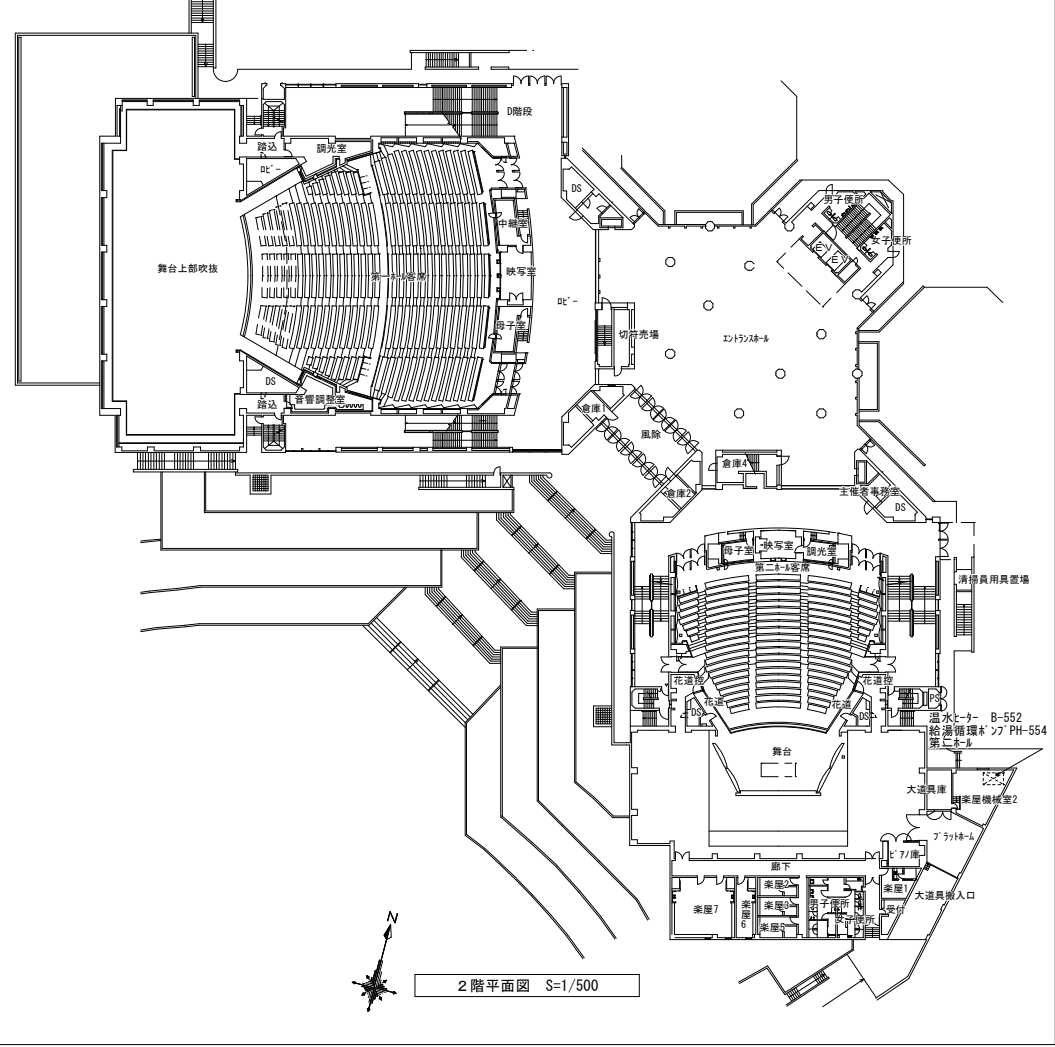 D階段
踏込
調光室
ﾛﾋﾞｰ
DS
男子便所
中継室
女子便所
EV
EV
舞台上部吹抜
第一ホール客席
映写室
ﾛﾋﾞｰ
母子室
切符売場
ｴﾝﾄﾗﾝｽﾎｰﾙ
DS
音響調整室
踏込
倉庫1
風除
倉庫4
倉庫2
主催者事務室
DS
母子室
映写室
調光室
第二ホール客席
清掃員用具置場
花道控
花道控
花道
花道
DS
DS
PS
温水ヒーター B-552
給湯循環ポンプPH-554
第二ホール
舞台
大道具庫
楽屋機械室2
ﾌﾟﾗｯﾄﾎｰﾑ
ﾋﾟｱﾉ庫
廊下
楽屋2
楽屋1
大道具搬入口
楽屋7
楽屋6
楽屋3
男子便所
受付
楽屋5
女子便所
N
2階平面図 S=1/500